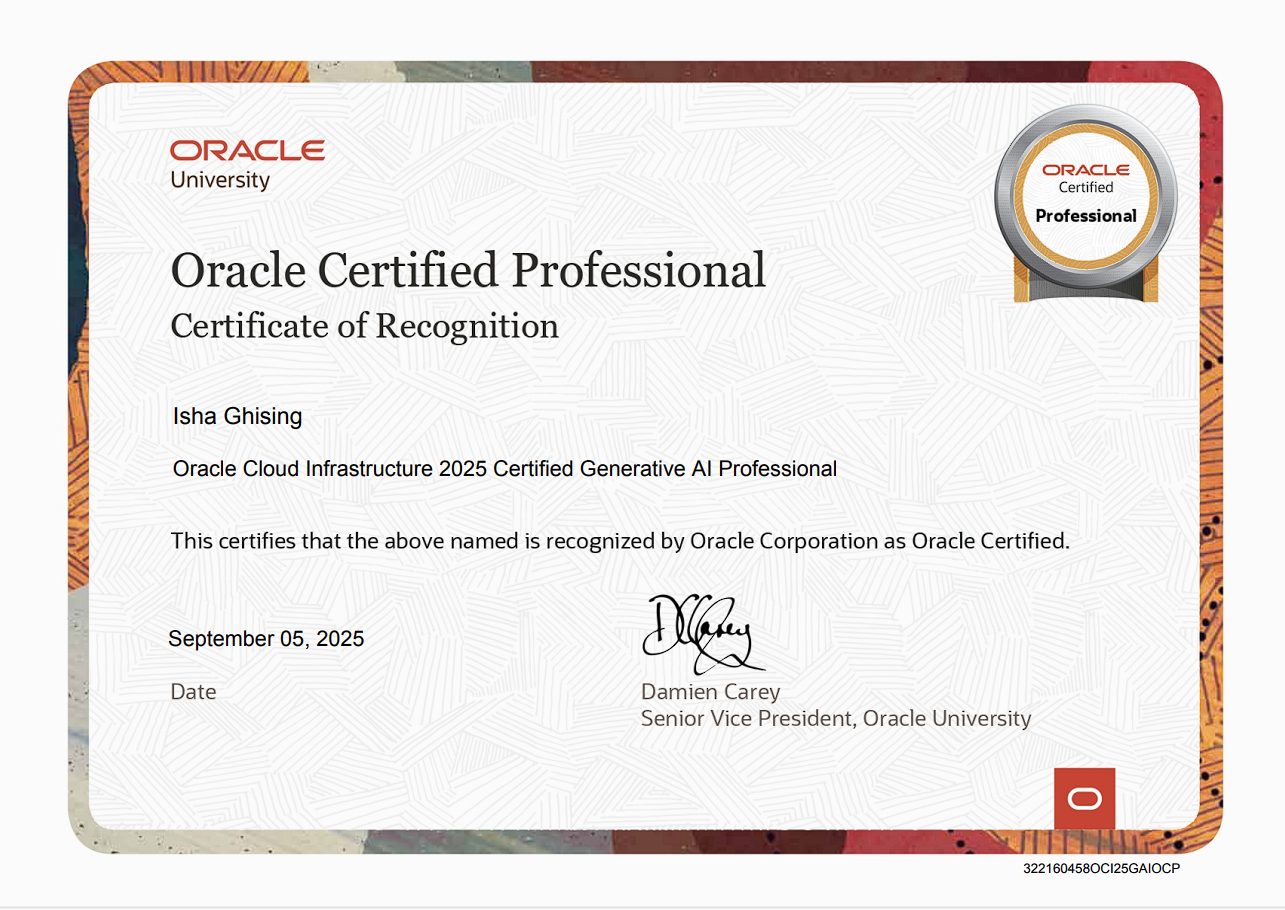 ORACLE
University
ORACLE
Certified
Professional
Oracle Certified Professional
Certificate of Recognition
Isha Ghising
Oracle Cloud Infrastructure 2025 Certified Generative AI Professional
This certifies that the above named is recognized by Oracle Corporation as Oracle Certified.
September 05, 2025
Date
DCCarey
Damien Carey
Senior Vice President, Oracle University
322160458OCI25GAIOCP